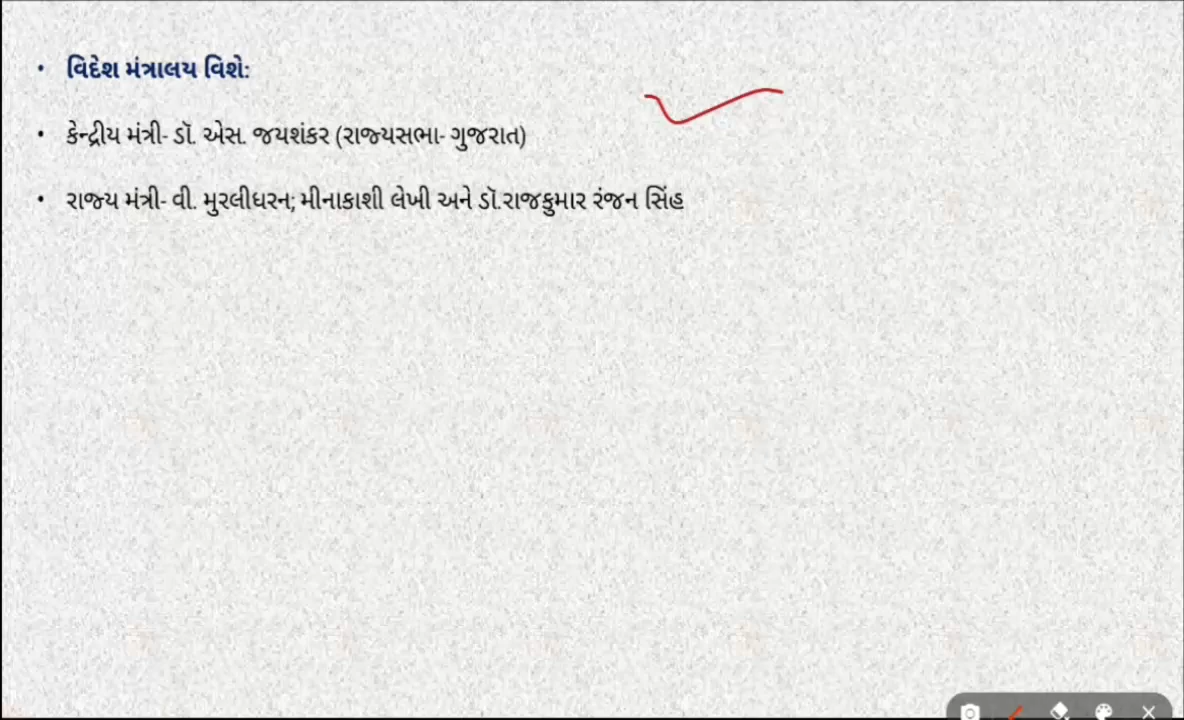 • વિદેશ મંત્રાલય વિશે:
• કેન્દ્રીય મંત્રી- ડૉ. એસ. જયશંકર (રાજ્યસભા- ગુજરાત)
• રાજ્ય મંત્રી- વી. મુરલીધરન; મીનાકાશી લેખી અને ડૉ.રાજકુમાર રંજન સિંહ